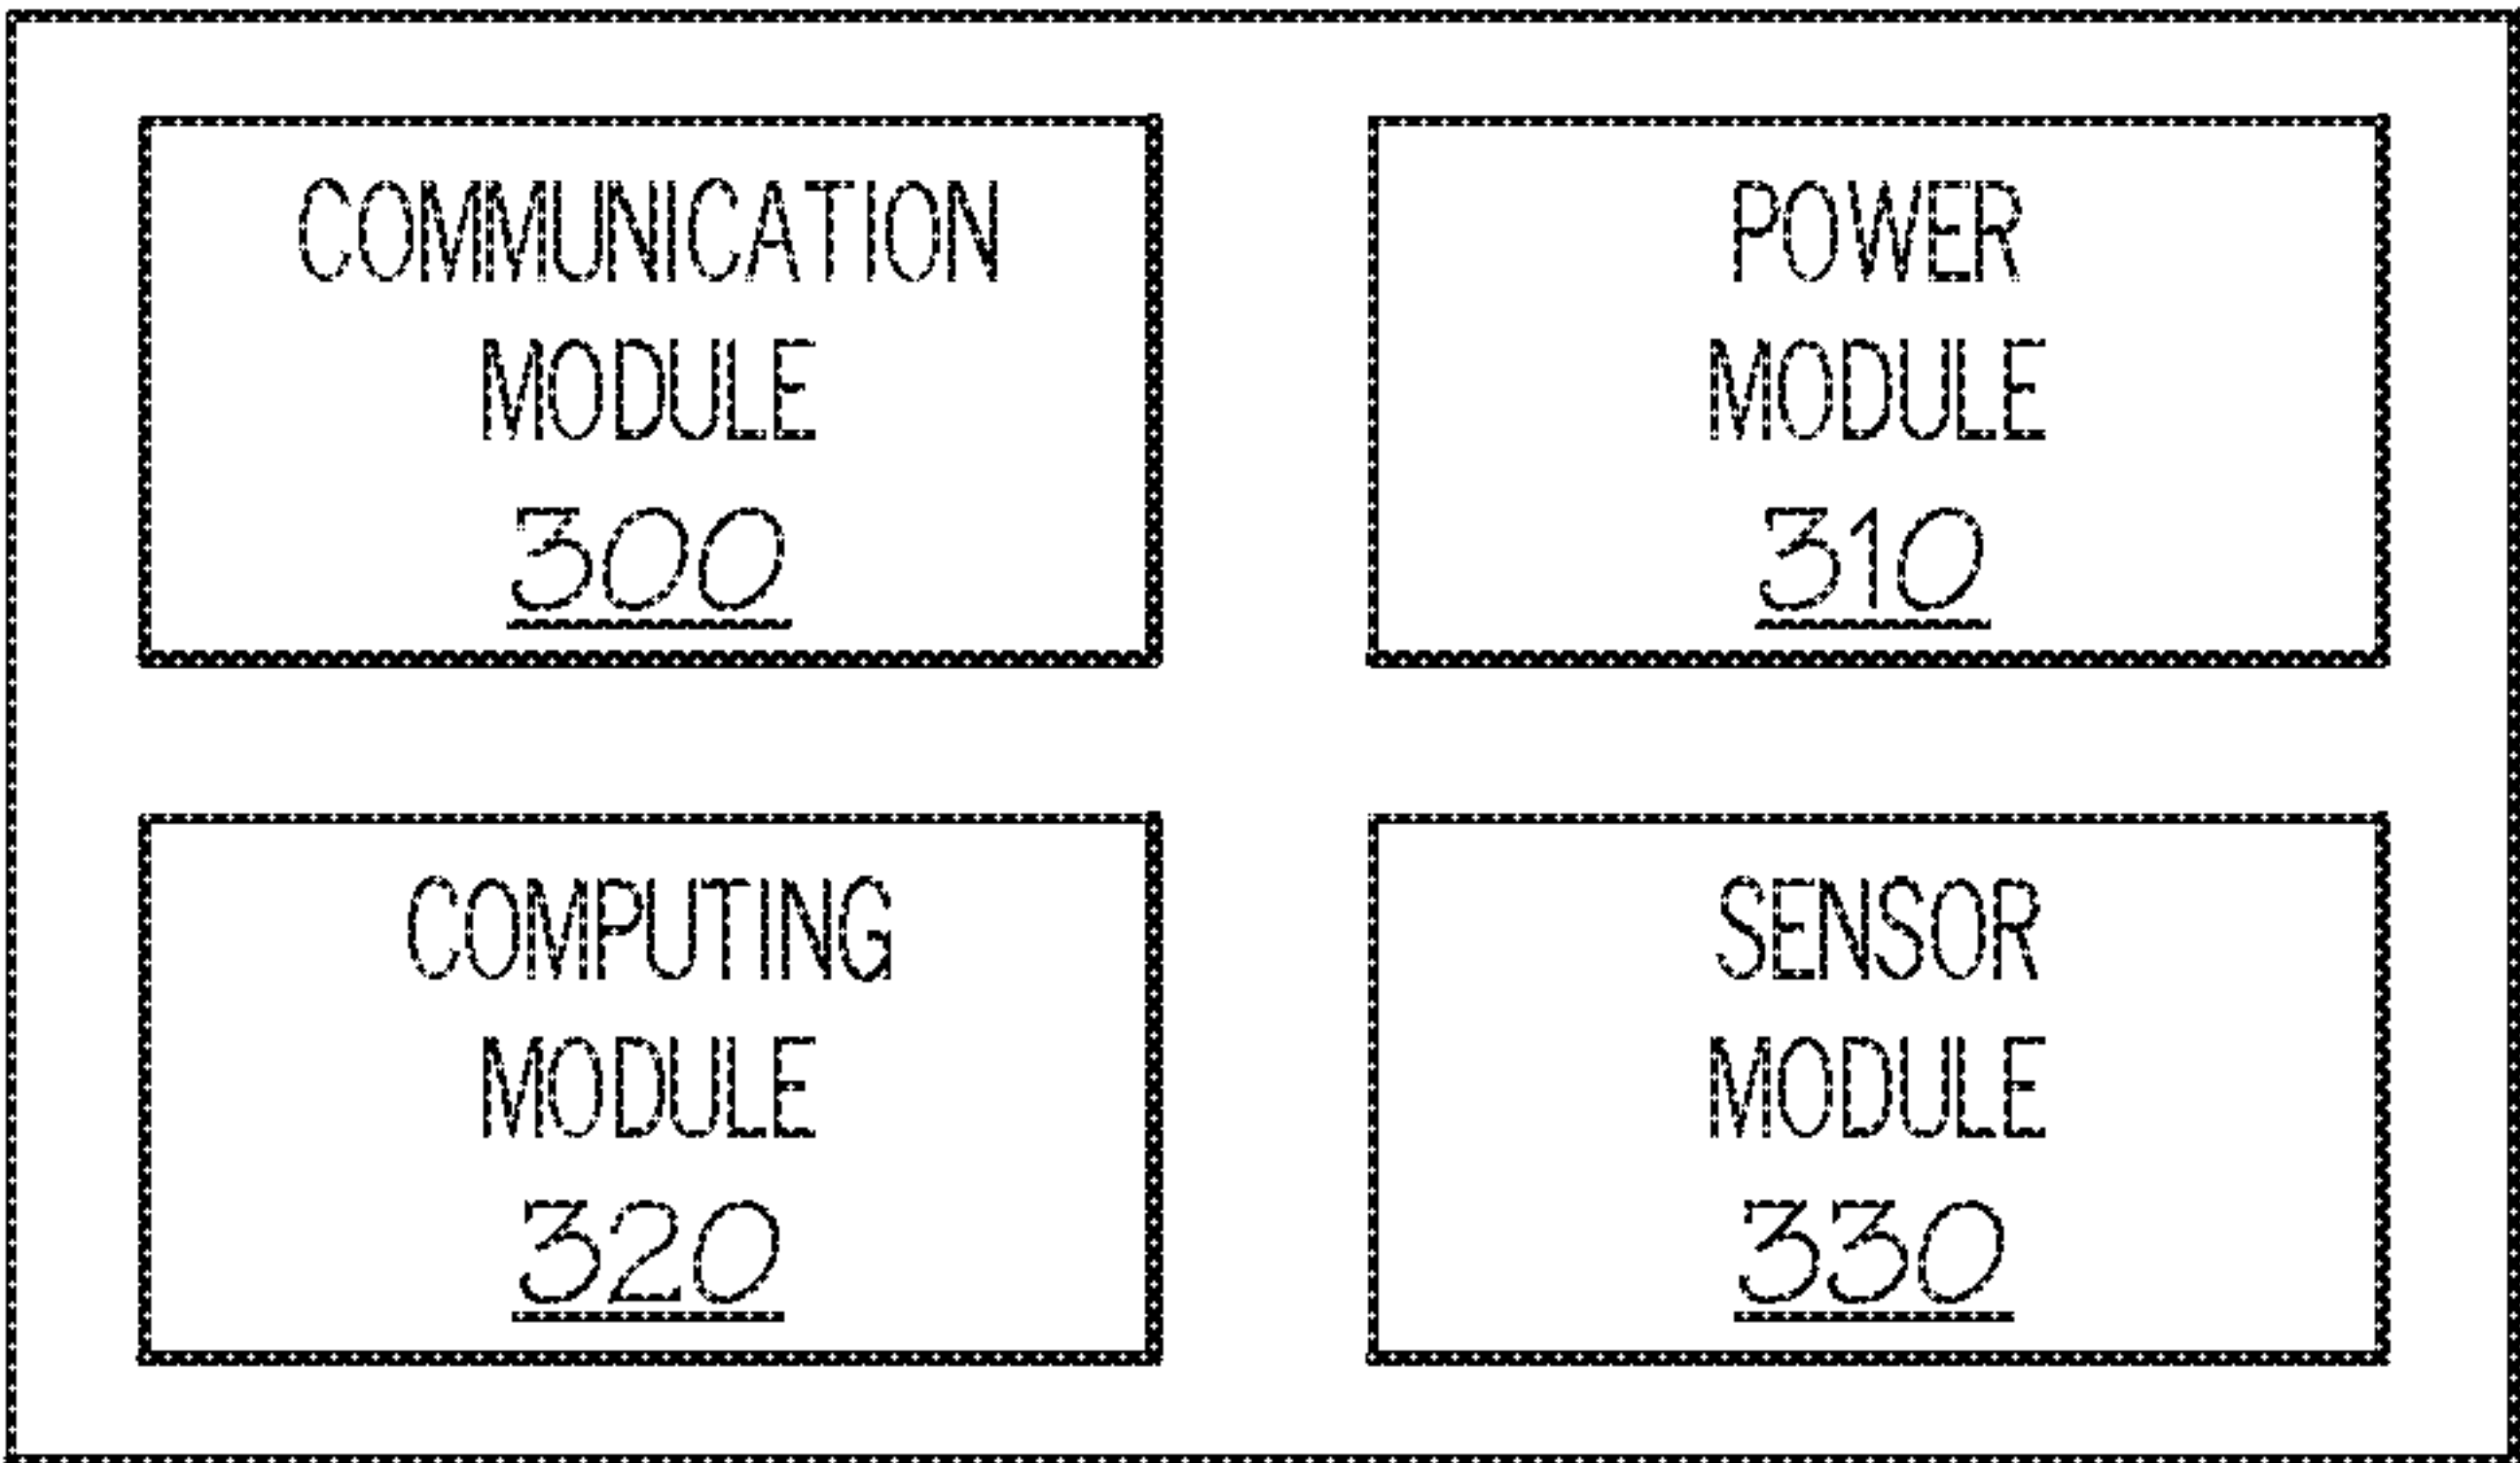 COMMUNICATION
MODULE
300
POWER
MODULE
310
COMPUTING
MODULE
320
SENSOR
MODULE
330